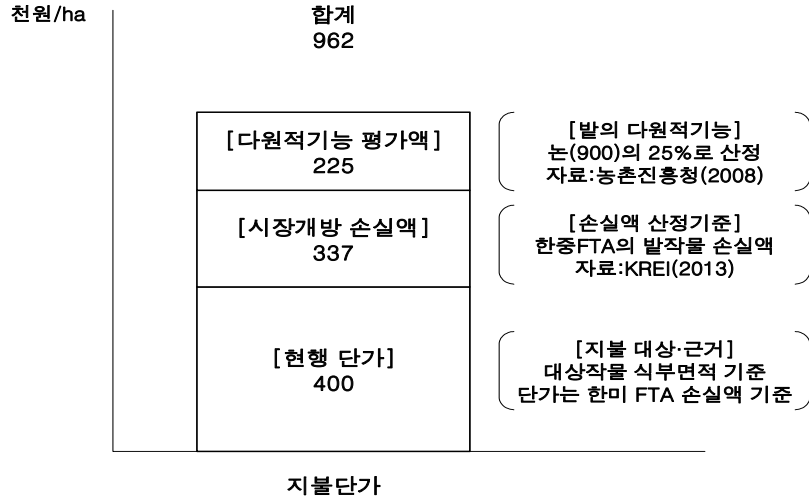 천원/ha
합계
962
[다원적기능 평가액]
225
[밭의 다원적기능]
논(900)의 25%로 산정
자료:농촌진흥청(2008)
[시장개방 손실액]
337
[손실액 산정기준]
한중FTA의 밭작물 손실액
자료:KREI(2013)
[현행 단가]
400
[지불 대상·근거]
대상작물 식부면적 기준
단가는 한미 FTA 손실액 기준
지불단가